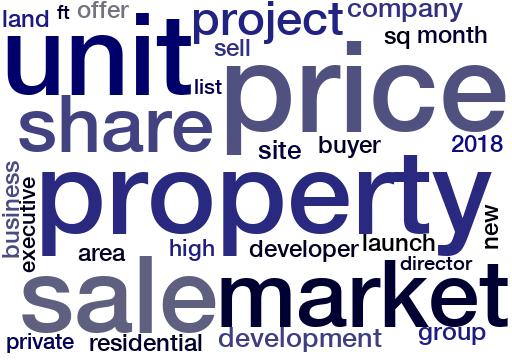 land ft offer
project company
unit
sell
sq month
list
price
share
site buyer 2018
business
executive
property
new
area high developer launch
director
sale market
private residential development group